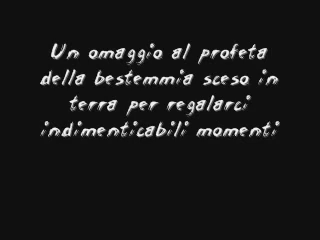 Un omaggio al profeta
della bestemmia sceso in
terra per regalarci
indimenticabili momenti